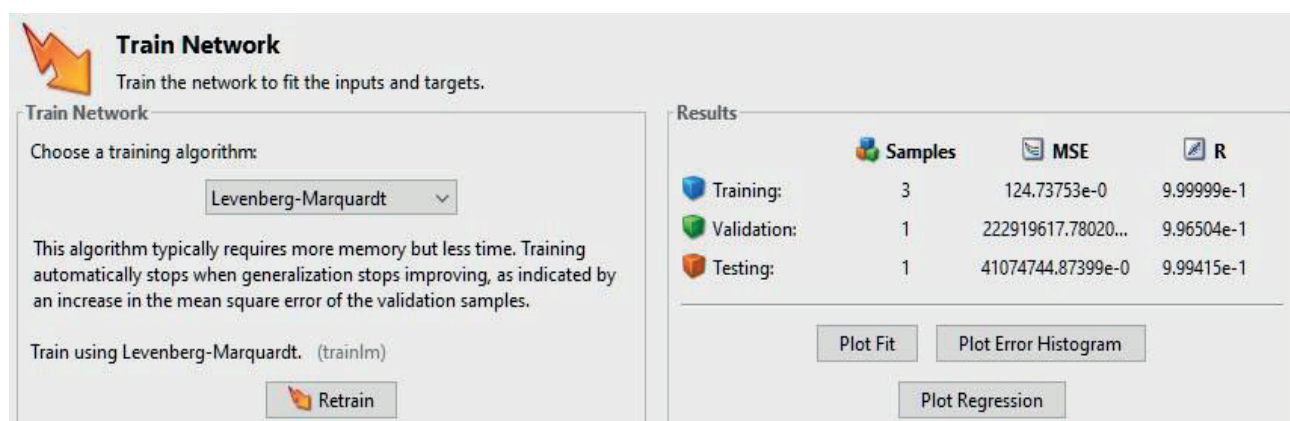 Train Network
Train the network to fit the inputs and targets.
Train Network
Choose a training algorithm:
Levenberg-Marquardt
This algorithm typically requires more memory but less time. Training
automatically stops when generalization stops improving, as indicated by
an increase in the mean square error of the validation samples.
Train using Levenberg-Marquardt. (trainlm)
Retrain
Results
Samples MSE R
Training: 3 124.73753e-0 9.99999e-1
Validation: 1 222919617.78020... 9.96504e-1
Testing: 1 41074744.87399e-0 9.99415e-1
Plot Fit Plot Error Histogram
Plot Regression